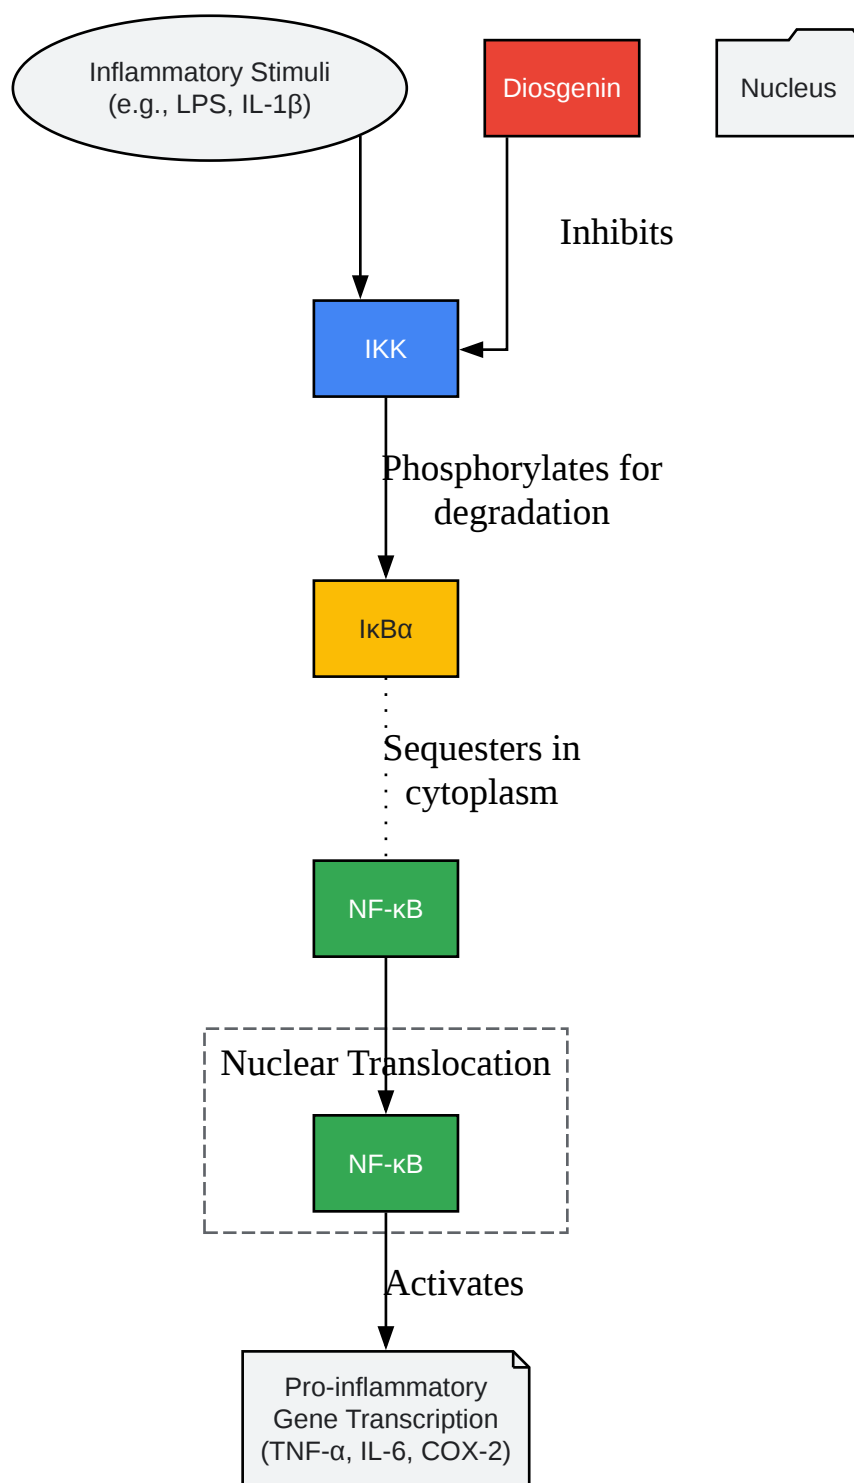 Inflammatory Stimuli
(e.g., LPS, IL-1β)
Diosgenin
Nucleus
Inhibits
IKK
Phosphorylates for
degradation
IκBα
Sequesters in
cytoplasm
NF-κB
Nuclear Translocation
NF-κB
Activates
Pro-inflammatory
Gene Transcription
(TNF-α, IL-6, COX-2)